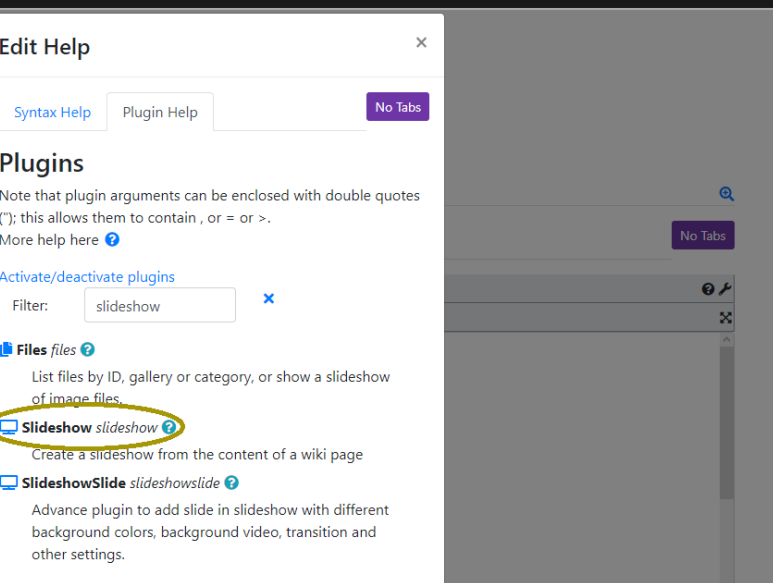 Edit Help
×
Syntax Help
Plugin Help
No Tabs
Plugins
Note that plugin arguments can be enclosed with double quotes
("); this allows them to contain , or = or >.
More help here
Activate/deactivate plugins
Filter:
slideshow
Files files
List files by ID, gallery or category, or show a slideshow
of image files.
Slideshow slideshow
Create a slideshow from the content of a wiki page
SlideshowSlide slideshowslide
Advance plugin to add slide in slideshow with different
background colors, background video, transition and
other settings.
No Tabs